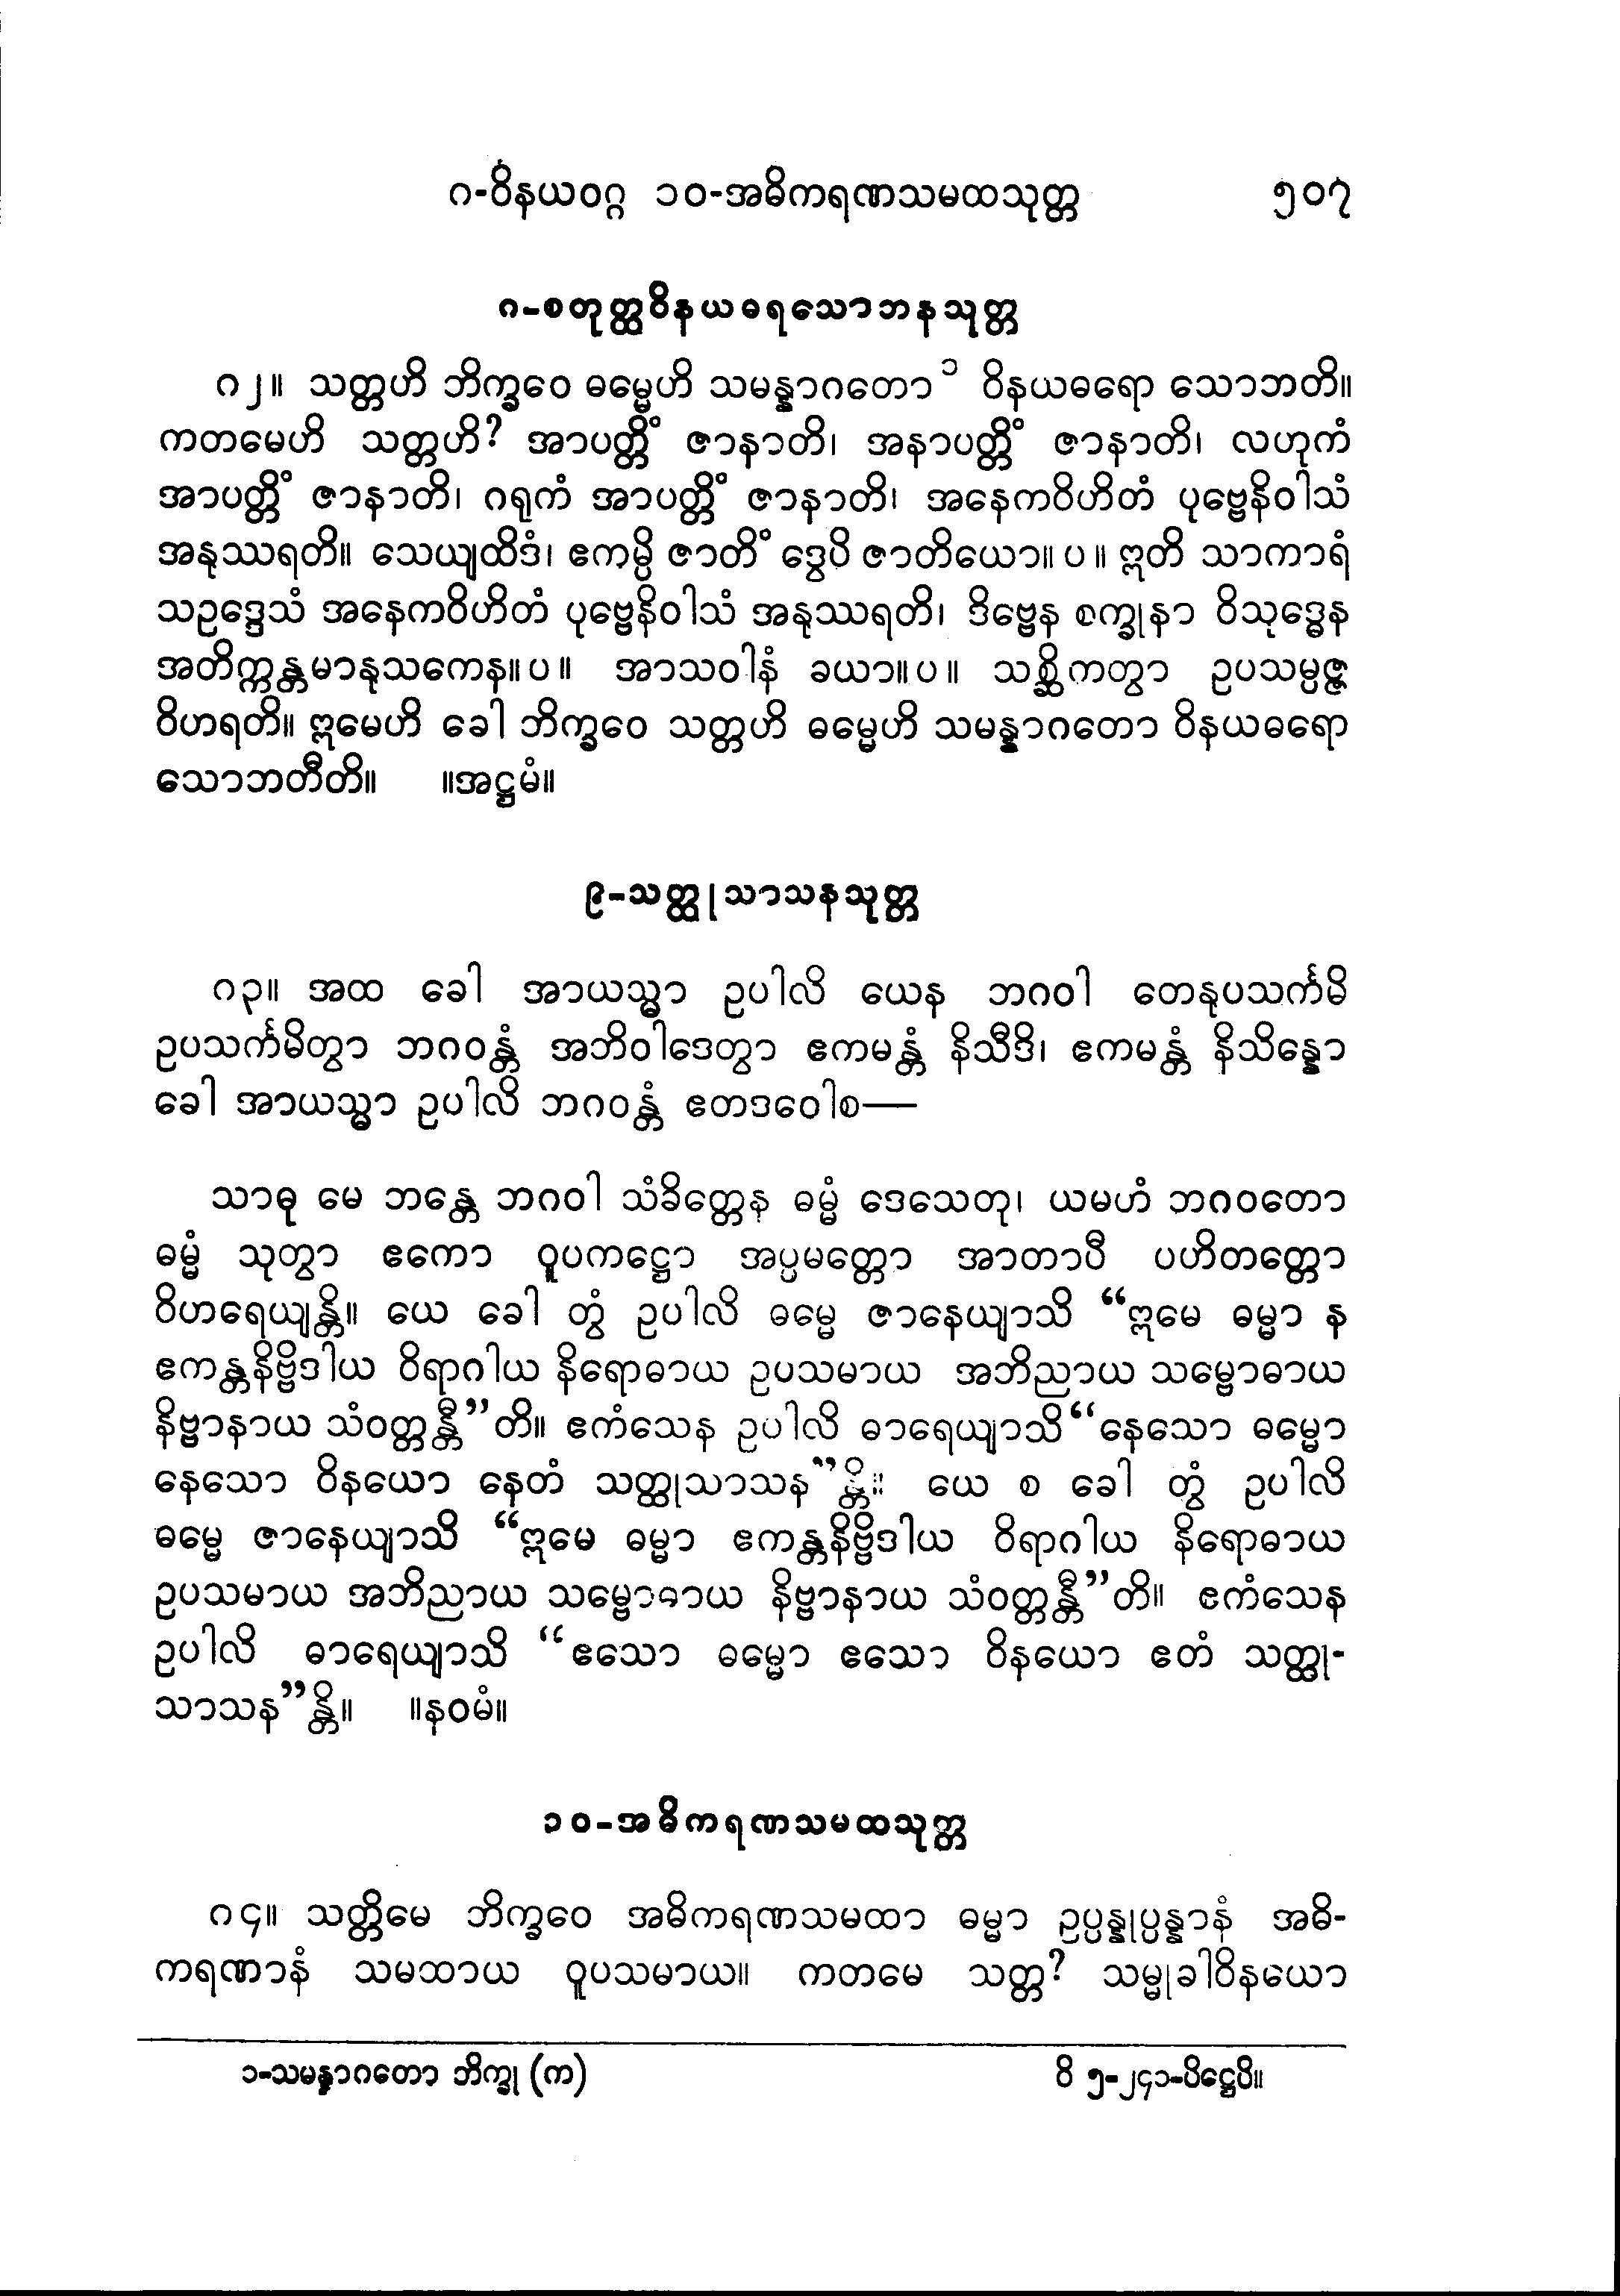 ဂ-ဝိနယဝဂ္ဂ ၁ဝ-အဓိကရဏသမထသုတ္တ ၅ဝ၇
ဂ-စတုတ္ထဝိနယဓရသောဘနသုတ္တ
ဂ၂။ သတ္တဟိ ဘိက္ခဝေ ဓမ္မေဟိ သမန္နာဂတော ၁ ဝိနယဓရော သောဘတိ။
ကတမေဟိ သတ္တဟိ? အာပတ္တိံ ဇာနာတိ၊ အနာပတ္တိံ ဇာနာတိ၊ လဟုကံ
အာပတ္တိံ ဇာနာတိ၊ ဂရုကံ အာပတ္တိံ ဇာနာတိ၊ အနေကဝိဟိတံ ပုဗ္ဗေနိဝါသံ
အနုဿရတိ။ သေယျထိဒံ၊ ဧကမ္ပိ ဇာတိံ ဒွေပိ ဇာတိယော။ပ။ ဣတိ သာကာရံ
သဥဒ္ဒေသံ အနေကဝိဟိတံ ပုဗ္ဗေနိဝါသံ အနုဿရတိ၊ ဒိဗ္ဗေန စက္ခုနာ ဝိသုဒ္ဓေန
အတိက္ကန္တမာနုသကေန။ပ။ အာသဝါနံ ခယာ။ပ။ သစ္ဆိကတွာ ဥပသမ္ပဇ္ဇ
ဝိဟရတိ။ ဣမေဟိ ခေါ ဘိက္ခဝေ သတ္တဟိ ဓမ္မေဟိ သမန္နာဂတော ဝိနယဓရော
သောဘတီတိ။ ။အဋ္ဌမံ။
၉-သတ္ထုသာသနသုတ္တ
ဂ၃။ အထ ခေါ အာယသ္မာ ဥပါလိ ယေန ဘဂဝါ တေနုပသင်္ကမိ
ဥပသင်္ကမိတွာ ဘဂဝန္တံ အဘိဝါဒေတွာ ဧကမန္တံ နိသီဒိ၊ ဧကမန္တံ နိသိန္နော
ခေါ အာယသ္မာ ဥပါလိ ဘဂဝန္တံ ဧတဒဝေါစ—
သာဓု မေ ဘန္တေ ဘဂဝါ သံခိတ္တေန ဓမ္မံ ဒေသေတု၊ ယမဟံ ဘဂဝတော
ဓမ္မံ သုတွာ ဧကော ဝူပကဋ္ဌော အပ္ပမတ္တော အာတာပီ ပဟိတတ္တော
ဝိဟရေယျန္တိ။ ယေ ခေါ တွံ ဥပါလိ ဓမ္မေ ဇာနေယျာသိ “ဣမေ ဓမ္မာ န
ဧကန္တနိဗ္ဗိဒါယ ဝိရာဂါယ နိရောဓာယ ဥပသမာယ အဘိညာယ သမ္ဗောဓာယ
နိဗ္ဗာနာယ သံဝတ္တန္တီ”တိ။ ဧကံသေန ဥပါလိ ဓာရေယျာသိ “နေသော ဓမ္မော
နေသော ဝိနယော နေတံ သတ္ထုသာသန”န္တိ။ ယေ စ ခေါ တွံ ဥပါလိ
ဓမ္မေ ဇာနေယျာသိ “ဣမေ ဓမ္မာ ဧကန္တနိဗ္ဗိဒါယ ဝိရာဂါယ နိရောဓာယ
ဥပသမာယ အဘိညာယ သမ္ဗောဓာယ နိဗ္ဗာနာယ သံဝတ္တန္တီ”တိ။ ဧကံသေန
ဥပါလိ ဓာရေယျာသိ “ဧသော ဓမ္မော ဧသော ဝိနယော ဧတံ သတ္ထု-
သာသန”န္တိ။ ။နဝမံ။
၁ဝ-အဓိကရဏသမထသုတ္တ
ဂ၄။ သတ္တိမေ ဘိက္ခဝေ အဓိကရဏသမထာ ဓမ္မာ ဥပ္ပန္နုပ္ပန္နာနံ အဓိ-
ကရဏာနံ သမထာယ ဝူပသမာယ။ ကတမေ သတ္တ? သမ္မုခါဝိနယော
၁-သမန္နာဂတော ဘိက္ခု (က) ဝိ ၅-၂၄၁-ပိဋ္ဌေပိ။